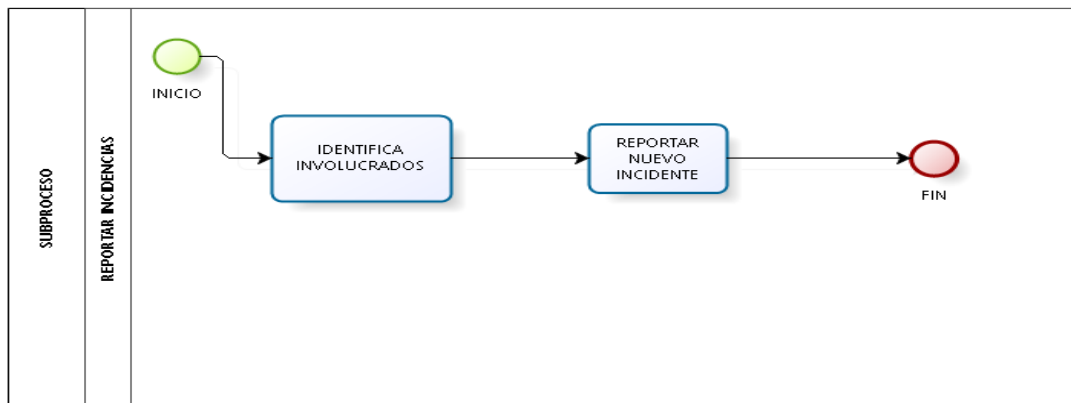 SUBPROCESO
REPORTAR INCIDENCIAS
INICIO
IDENTIFICA
INVOLUCRADOS
REPORTAR
NUEVO
INCIDENTE
FIN